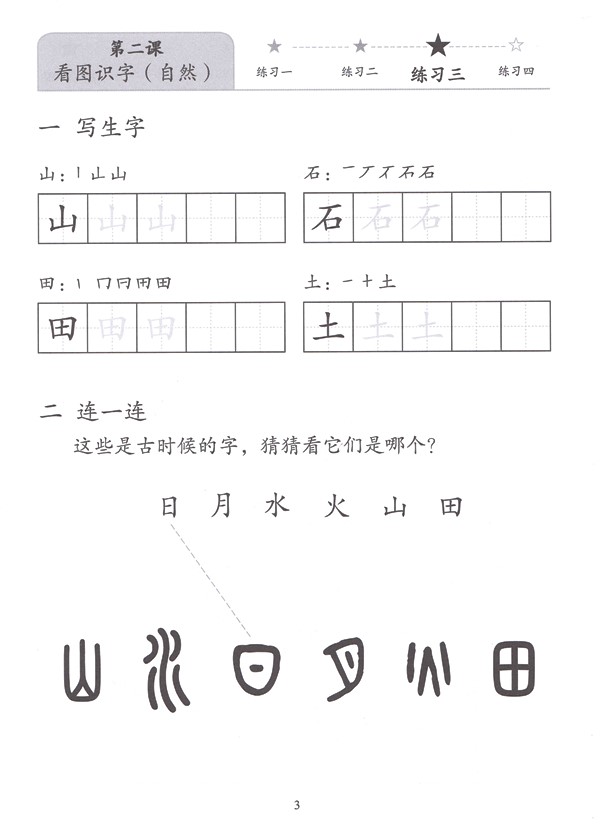 第二课
看图识字（自然）
★ ★ ★ ☆
练习一 练习二 练习三 练习四
一 写生字
山：丨 山 山
石：一 丆 不 石 石
山 山 山
石 石 石
田：丨 冂 冃 田 田
土：一 十 土
田 田 田
土 土 土
二 连一连
这些是古时候的字，猜猜看它们是哪个？
日 月 水 火 山 田
3